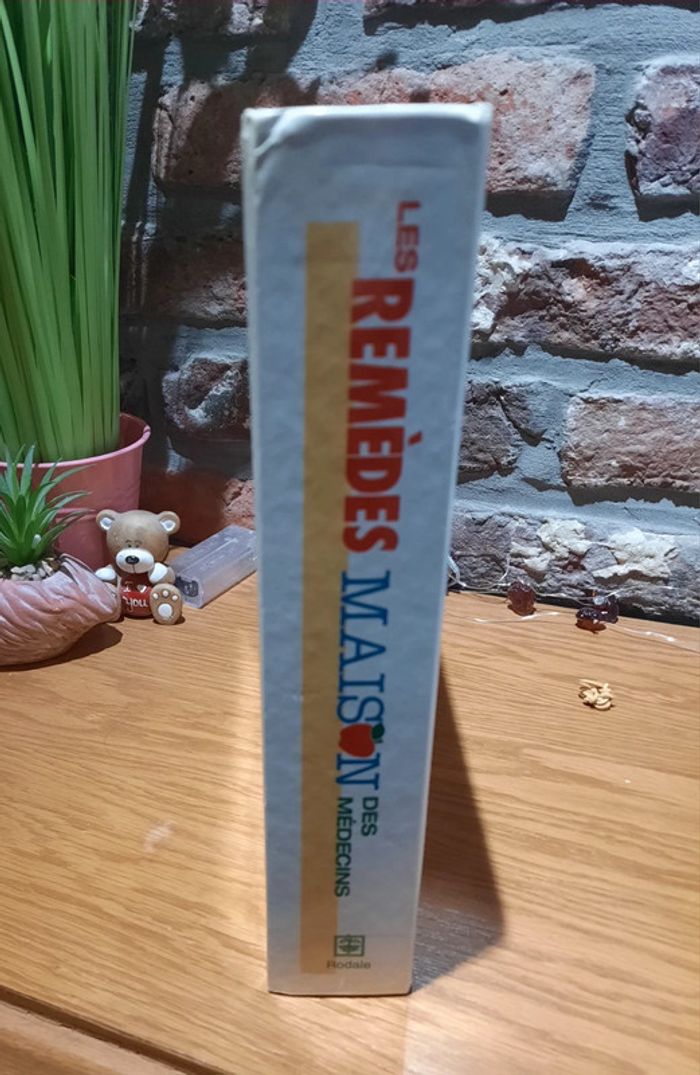 LES
REMÈDES
MAISON
DES
MÉDECINS
Rodale